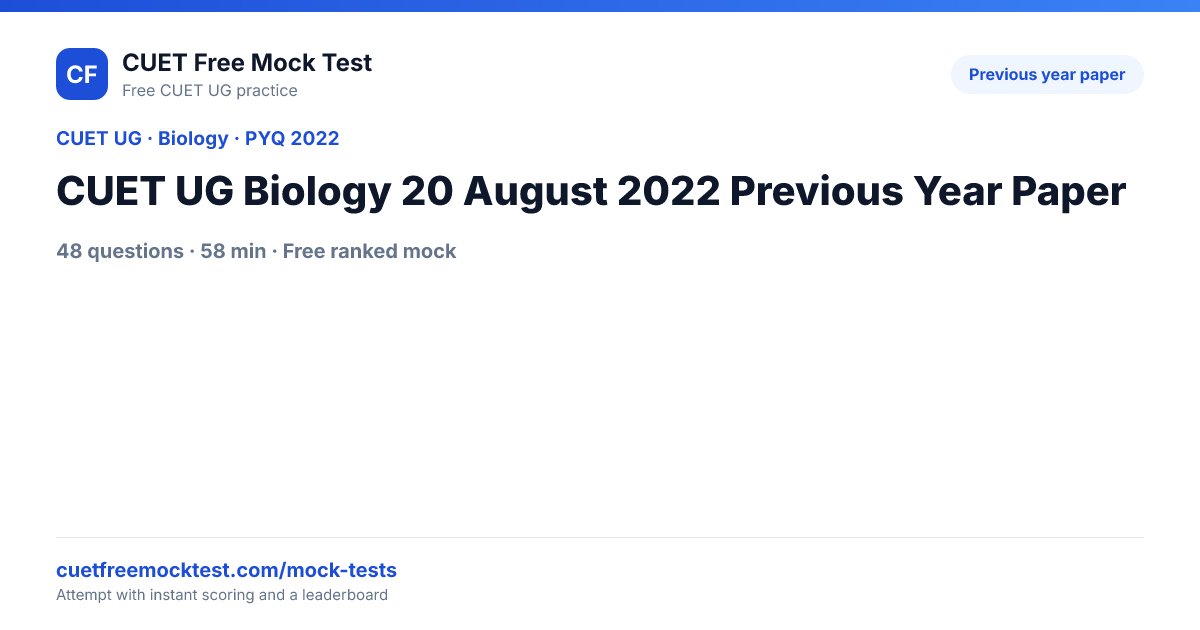 CF
CUET Free Mock Test
Free CUET UG practice
Previous year paper
CUET UG · Biology · PYQ 2022
CUET UG Biology 20 August 2022 Previous Year Paper
48 questions · 58 min · Free ranked mock
cuetfreemocktest.com/mock-tests
Attempt with instant scoring and a leaderboard